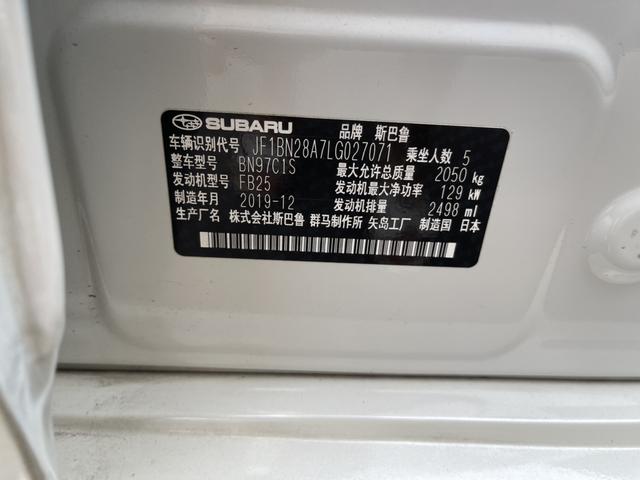 SUBARU 品牌 斯巴鲁
车辆识别代号 JF1BN28A7LG027071 乘坐人数 5
整车型号 BN97C1S 最大允许总质量 2050 kg
发动机型号 FB25 发动机最大净功率 129 kW
制造年月 2019-12 发动机排量 2498 ml
生产厂名 株式会社斯巴鲁 群马制作所 矢岛工厂 制造国 日本